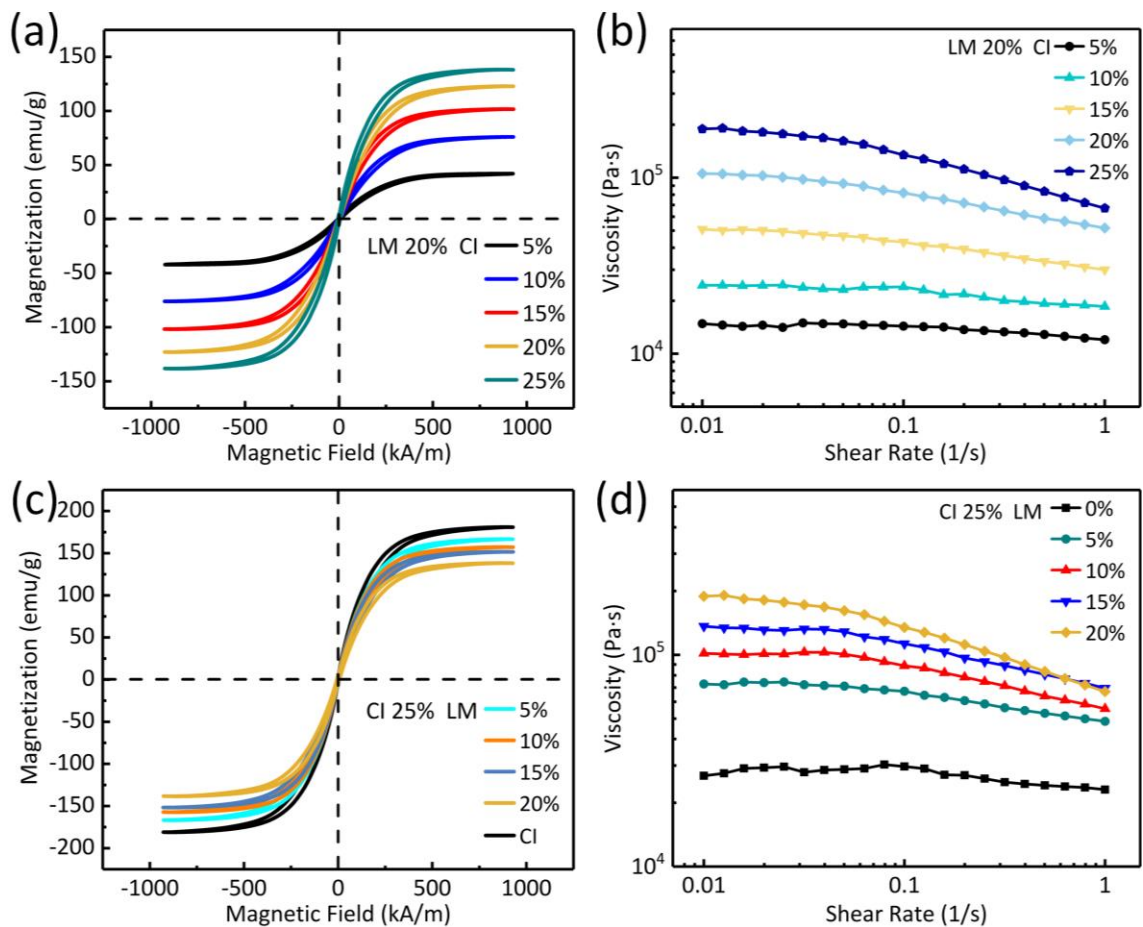 (a)
Magnetization (emu/g)
150
100
50
0
-50
-100
-150
LM 20% CI
5%
10%
15%
20%
25%
-1000 -500 0 500 1000
Magnetic Field (kA/m)
(b)
Viscosity (Pa·s)
10^5
10^4
LM 20% CI
5%
10%
15%
20%
25%
0.01 0.1 1
Shear Rate (1/s)
(c)
Magnetization (emu/g)
200
150
100
50
0
-50
-100
-150
-200
CI 25% LM
5%
10%
15%
20%
CI
-1000 -500 0 500 1000
Magnetic Field (kA/m)
(d)
Viscosity (Pa·s)
10^5
10^4
CI 25% LM
0%
5%
10%
15%
20%
0.01 0.1 1
Shear Rate (1/s)